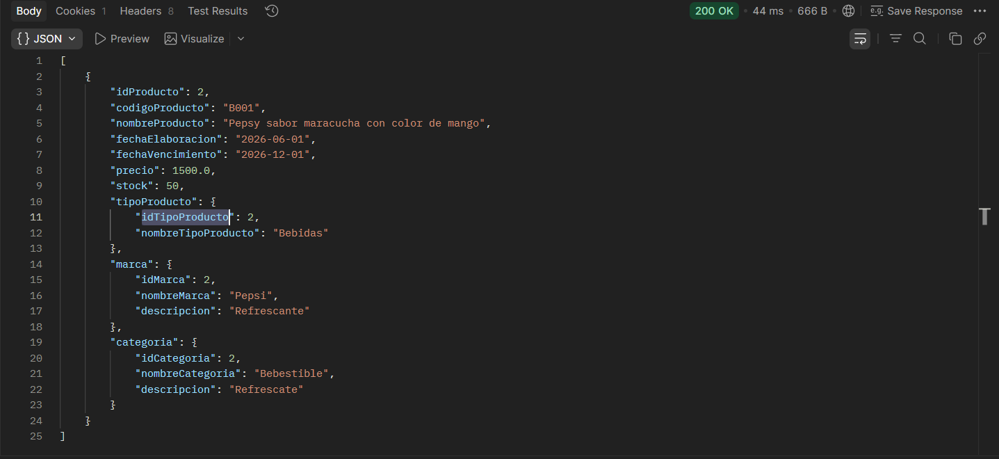 Body Cookies 1 Headers 8 Test Results 200 OK • 44 ms • 666 B • e.g. Save Response •••
{} JSON Preview Visualize
1 [
2 {
3 "idProducto": 2,
4 "codigoProducto": "B001",
5 "nombreProducto": "Pepsy sabor maracucha con color de mango",
6 "fechaElaboracion": "2026-06-01",
7 "fechaVencimiento": "2026-12-01",
8 "precio": 1500.0,
9 "stock": 50,
10 "tipoProducto": {
11 "idTipoProducto": 2,
12 "nombreTipoProducto": "Bebidas"
13 },
14 "marca": {
15 "idMarca": 2,
16 "nombreMarca": "Pepsi",
17 "descripcion": "Refrescante"
18 },
19 "categoria": {
20 "idCategoria": 2,
21 "nombreCategoria": "Bebestible",
22 "descripcion": "Refrescate"
23 }
24 }
25 ]